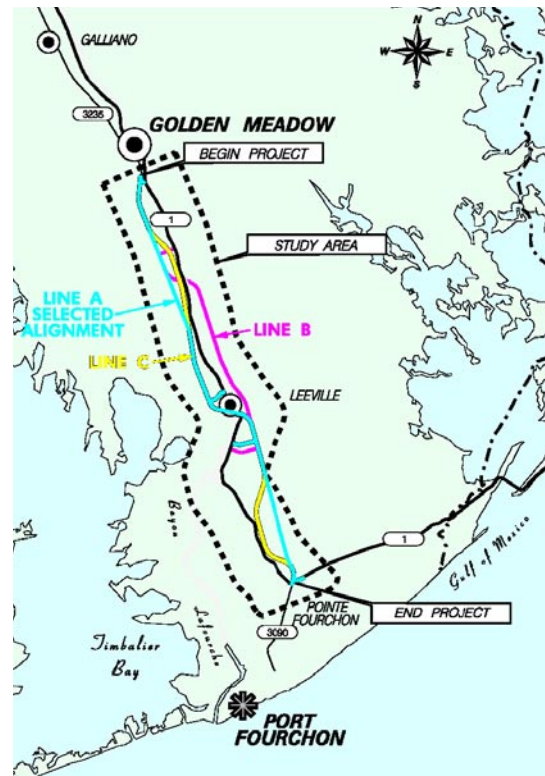 GALLIANO
N
W
E
S
3235
GOLDEN MEADOW
BEGIN PROJECT
1
STUDY AREA
LINE A
SELECTED
ALIGNMENT
LINE B
LINE C
LEEVILLE
Bayou
Lafourche
1
Gulf of Mexico
POINTE
FOURCHON
END PROJECT
3090
Timbalier
Bay
PORT
FOURCHON